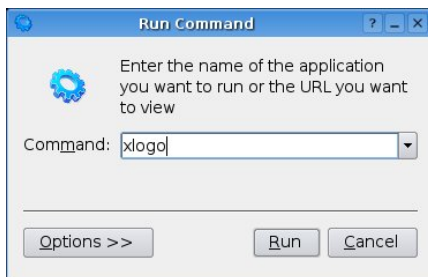 Run Command
Enter the name of the application
you want to run or the URL you want
to view
Command: xlogo
Options >> Run Cancel